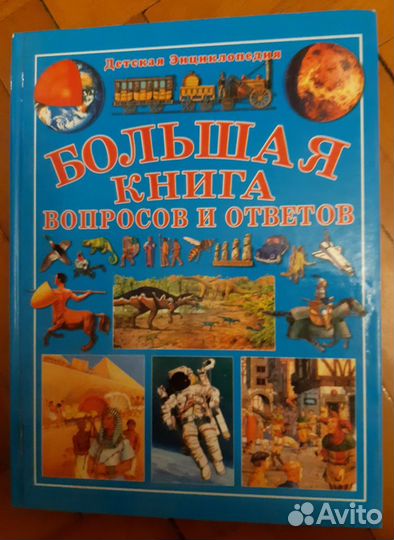 Детская Энциклопедия
БОЛЬШАЯ
КНИГА
ВОПРОСОВ И ОТВЕТОВ
Avito